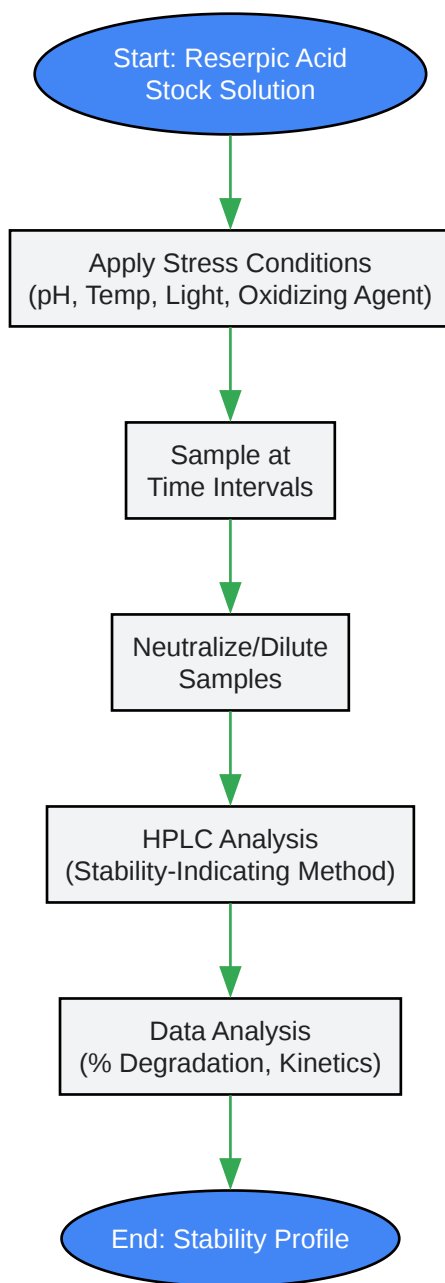 Start: Reserpic Acid
Stock Solution
Apply Stress Conditions
(pH, Temp, Light, Oxidizing Agent)
Sample at
Time Intervals
Neutralize/Dilute
Samples
HPLC Analysis
(Stability-Indicating Method)
Data Analysis
(% Degradation, Kinetics)
End: Stability Profile